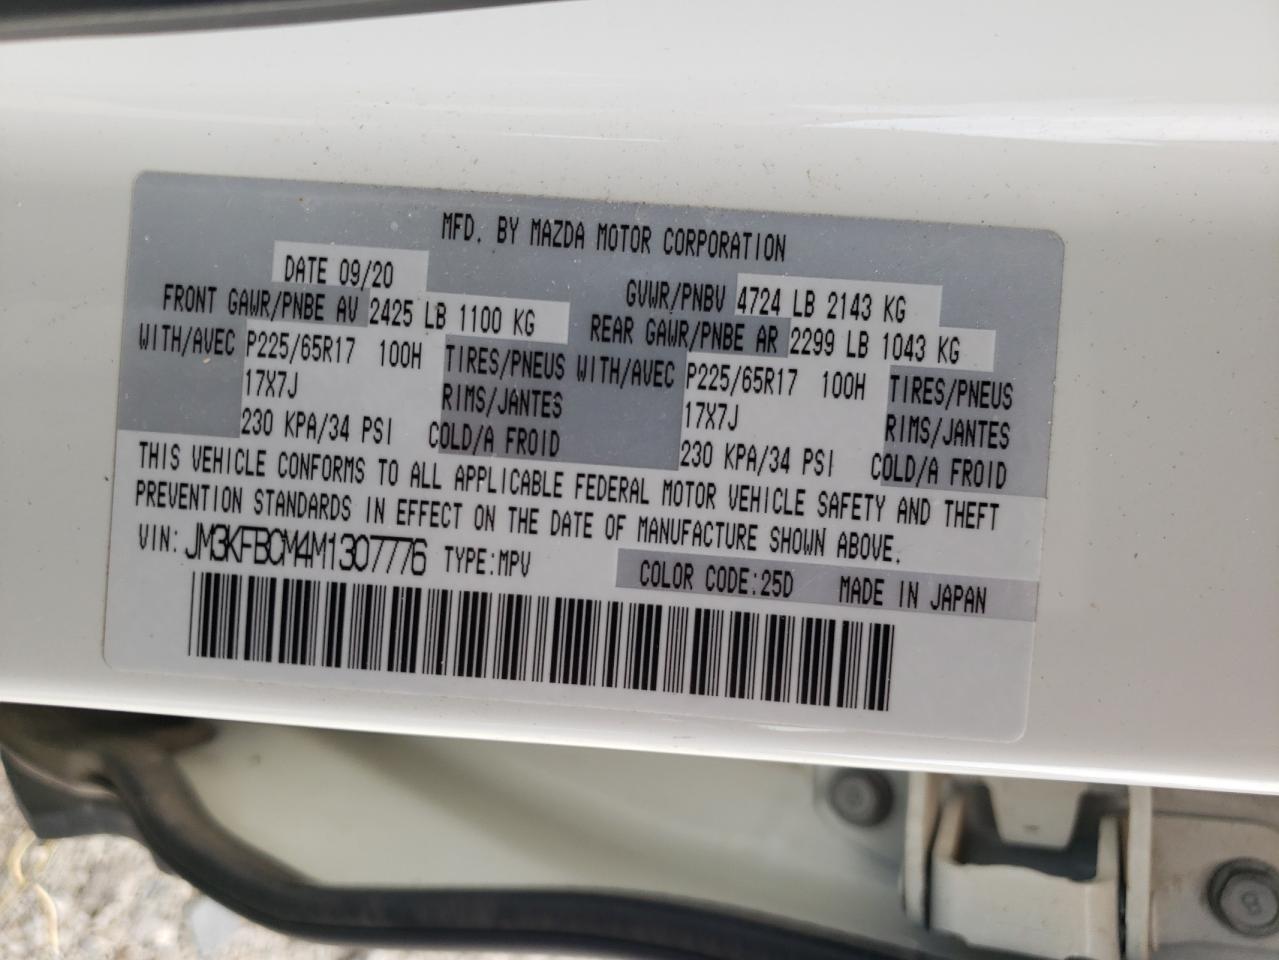 MFD. BY MAZDA MOTOR CORPORATION
DATE 09/20 GVWR/PNBV 4724 LB 2143 KG
FRONT GAWR/PNBE AV 2425 LB 1100 KG REAR GAWR/PNBE AR 2299 LB 1043 KG
WITH/AVEC P225/65R17 100H TIRES/PNEUS WITH/AVEC P225/65R17 100H TIRES/PNEUS
17X7J RIMS/JANTES 17X7J RIMS/JANTES
230 KPA/34 PSI COLD/A FROID 230 KPA/34 PSI COLD/A FROID
THIS VEHICLE CONFORMS TO ALL APPLICABLE FEDERAL MOTOR VEHICLE SAFETY AND THEFT
PREVENTION STANDARDS IN EFFECT ON THE DATE OF MANUFACTURE SHOWN ABOVE.
VIN: JM3KFBCM4M1307776 TYPE:MPV COLOR CODE:25D MADE IN JAPAN
8